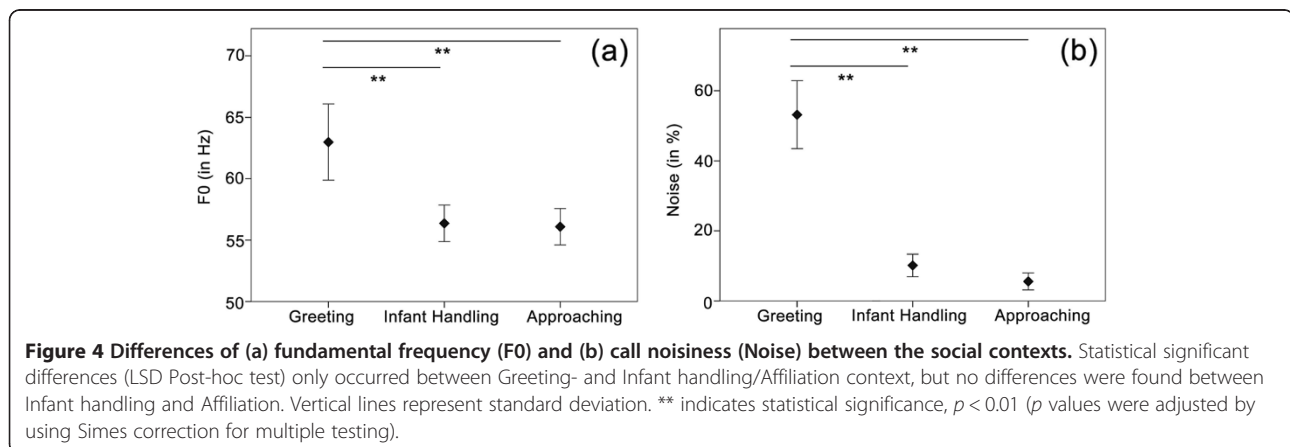 (a)
**
**
F0 (in Hz)
70
65
60
55
50
Greeting Infant Handling Approaching
(b)
**
**
Noise (in %)
60
40
20
0
Greeting Infant Handling Approaching
Figure 4 Differences of (a) fundamental frequency (F0) and (b) call noisiness (Noise) between the social contexts. Statistical significant
differences (LSD Post-hoc test) only occurred between Greeting- and Infant handling/Affiliation context, but no differences were found between
Infant handling and Affiliation. Vertical lines represent standard deviation. ** indicates statistical significance, p < 0.01 (p values were adjusted by
using Simes correction for multiple testing).